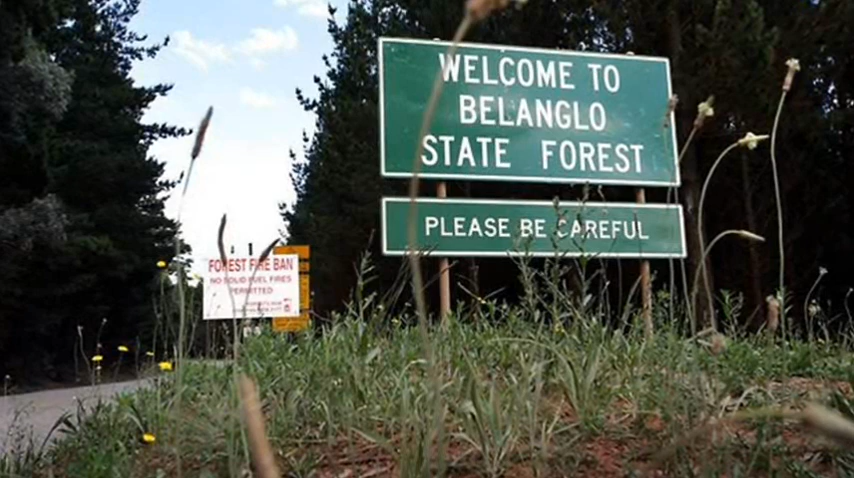 WELCOME TO
BELANGLO
STATE FOREST
PLEASE BE CAREFUL
FOREST FIRE BAN
NO SOLID FUEL FIRES
PERMITTED